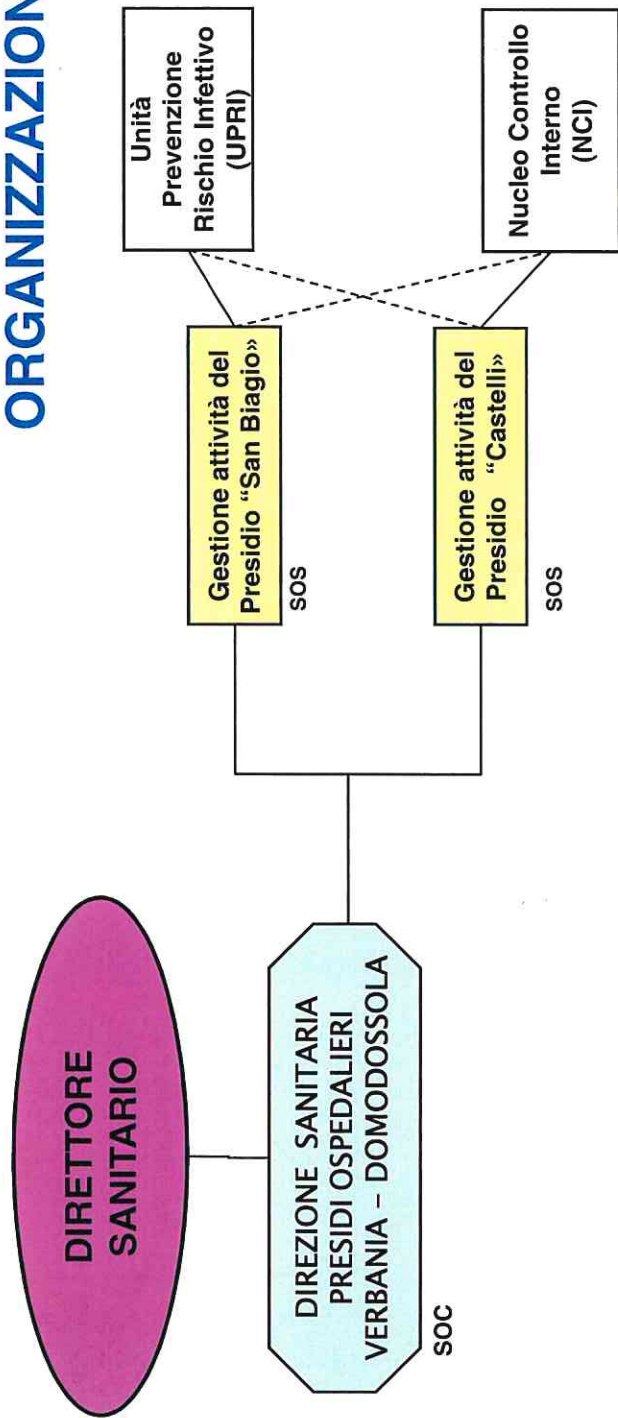 ORGANIZZAZION
DIRETTORE
SANITARIO
DIREZIONE SANITARIA
PRESIDI OSPEDALIERI
VERBANIA – DOMODOSSOLA
SOC
Gestione attività del
Presidio “San Biagio»
SOS
Gestione attività del
Presidio “Castelli»
SOS
Unità
Prevenzione
Rischio Infettivo
(UPRI)
Nucleo Controllo
Interno
(NCI)